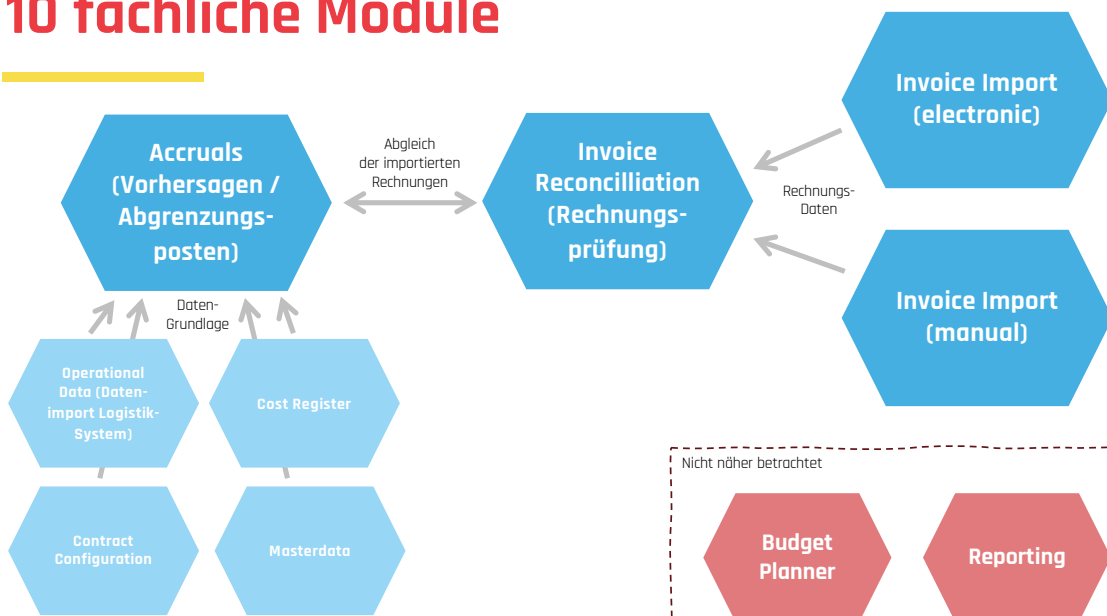 10 fachliche Module
Accruals
(Vorhersagen /
Abgrenzungs-
posten)
Abgleich
der importierten
Rechnungen
Invoice
Reconcilliation
(Rechnungs-
prüfung)
Invoice Import
(electronic)
Rechnungs-
Daten
Invoice Import
(manual)
Daten-
Grundlage
Operational
Data (Daten-
import Logistik-
System)
Cost Register
Contract
Configuration
Masterdata
Nicht näher betrachtet
Budget
Planner
Reporting